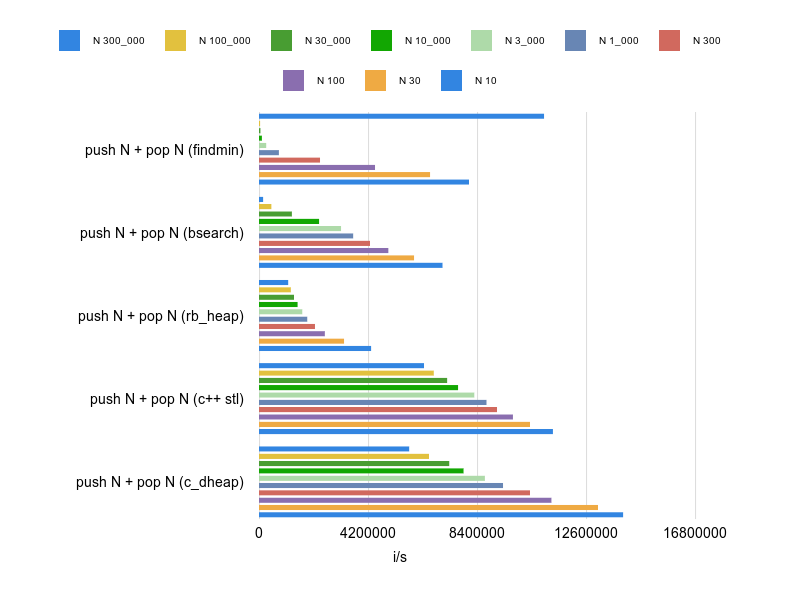 N 300_000 N 100_000 N 30_000 N 10_000 N 3_000 N 1_000 N 300
N 100 N 30 N 10
push N + pop N (findmin)
push N + pop N (bsearch)
push N + pop N (rb_heap)
push N + pop N (c++ stl)
push N + pop N (c_dheap)
0 4200000 8400000 12600000 16800000
i/s